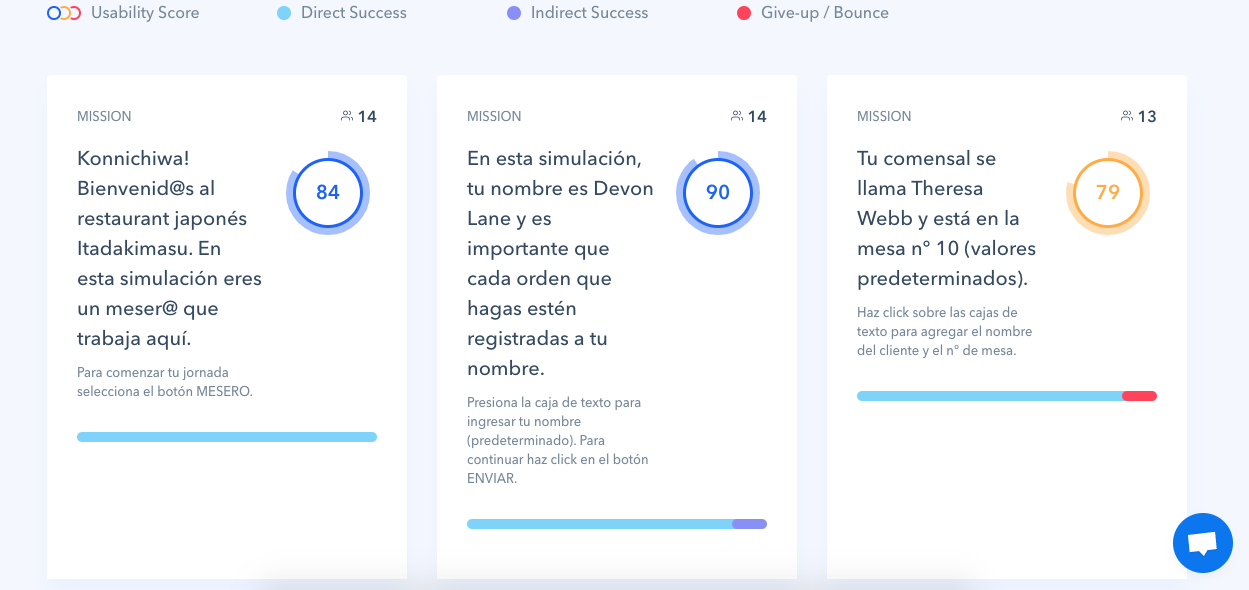 Usability Score
Direct Success
Indirect Success
Give-up / Bounce
MISSION
14
Konnichiwa!
Bienvenid@s al
restaurant japonés
Itadakimasu. En
esta simulación eres
un meser@ que
trabaja aquí.
84
Para comenzar tu jornada
selecciona el botón MESERO.
MISSION
14
En esta simulación,
tu nombre es Devon
Lane y es
importante que
cada orden que
hagas estén
registradas a tu
nombre.
90
Presiona la caja de texto para
ingresar tu nombre
(predeterminado). Para
continuar haz click en el botón
ENVIAR.
MISSION
13
Tu comensal se
llama Theresa
Webb y está en la
mesa n° 10 (valores
predeterminados).
79
Haz click sobre las cajas de
texto para agregar el nombre
del cliente y el n° de mesa.